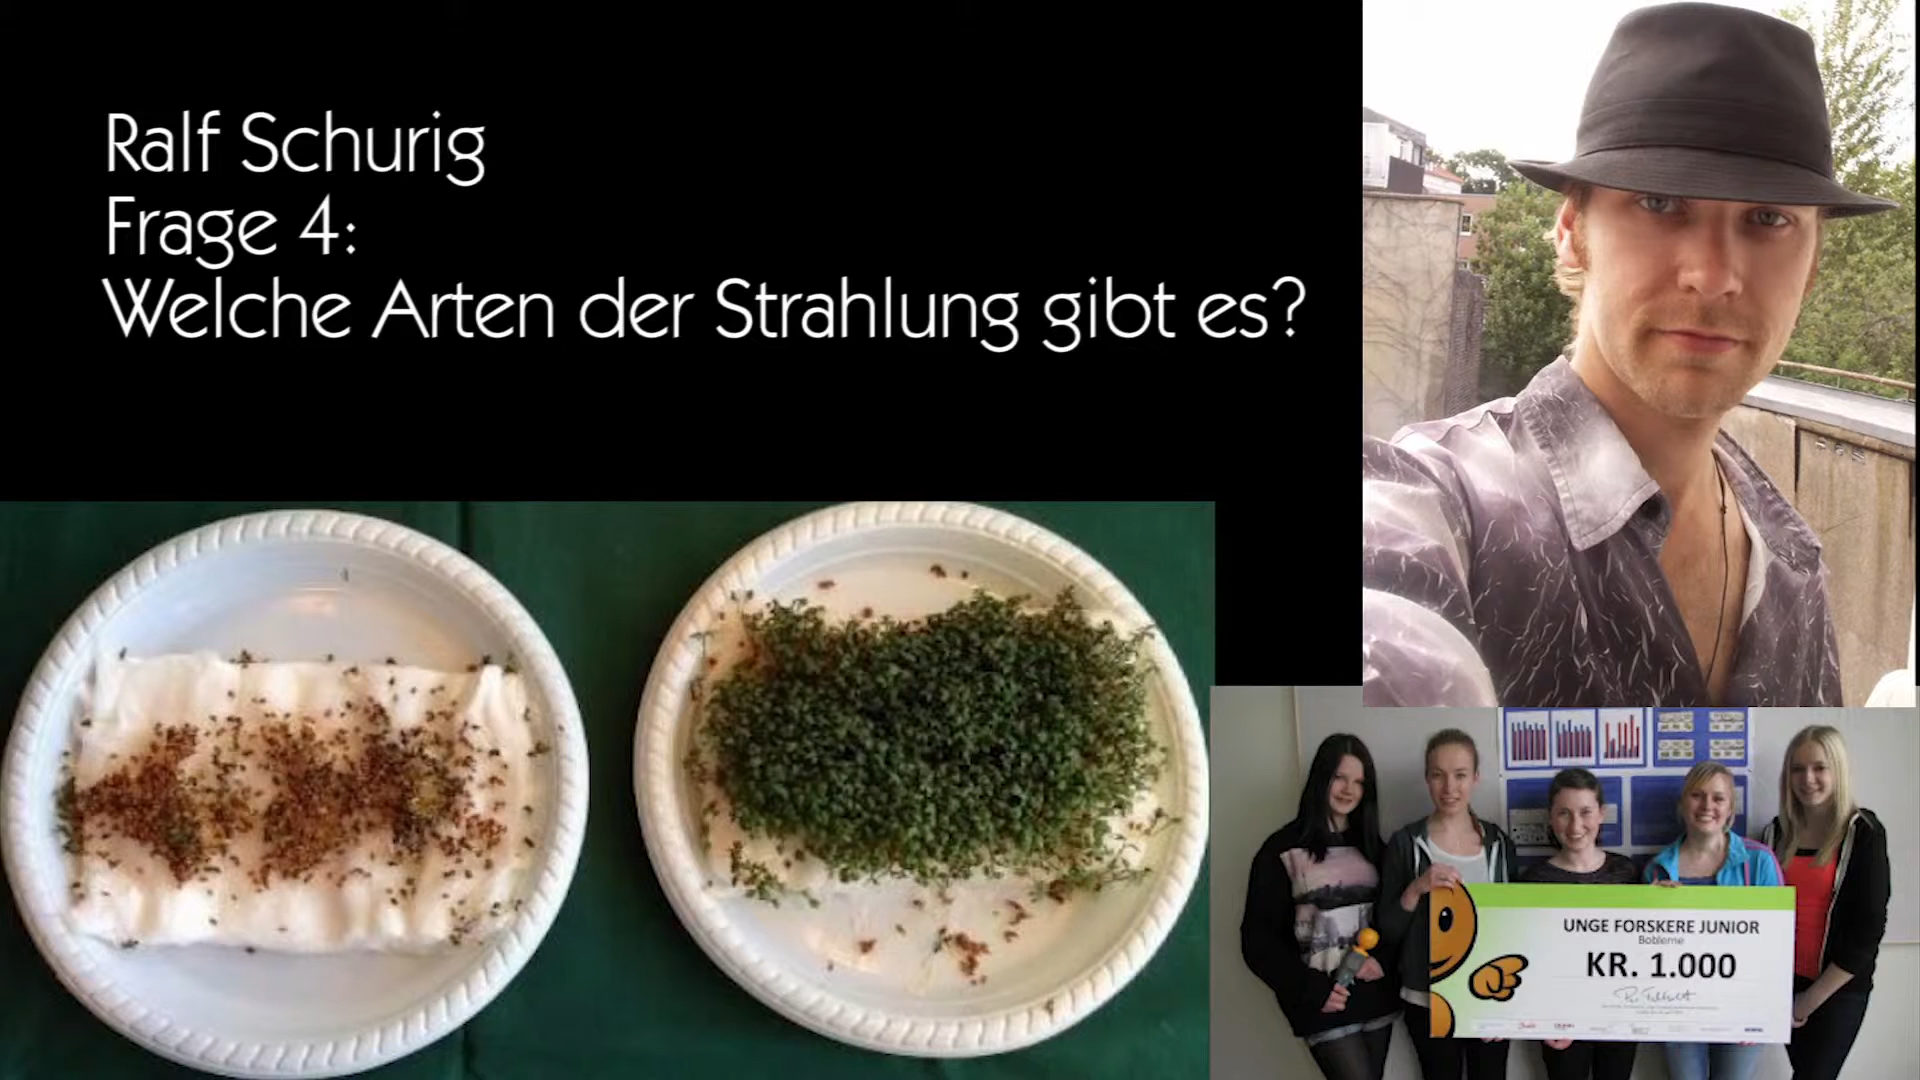 Ralf Schurig
Frage 4:
Welche Arten der Strahlung gibt es?
UNGE FORSKERE JUNIOR
Boblerne
KR. 1.000